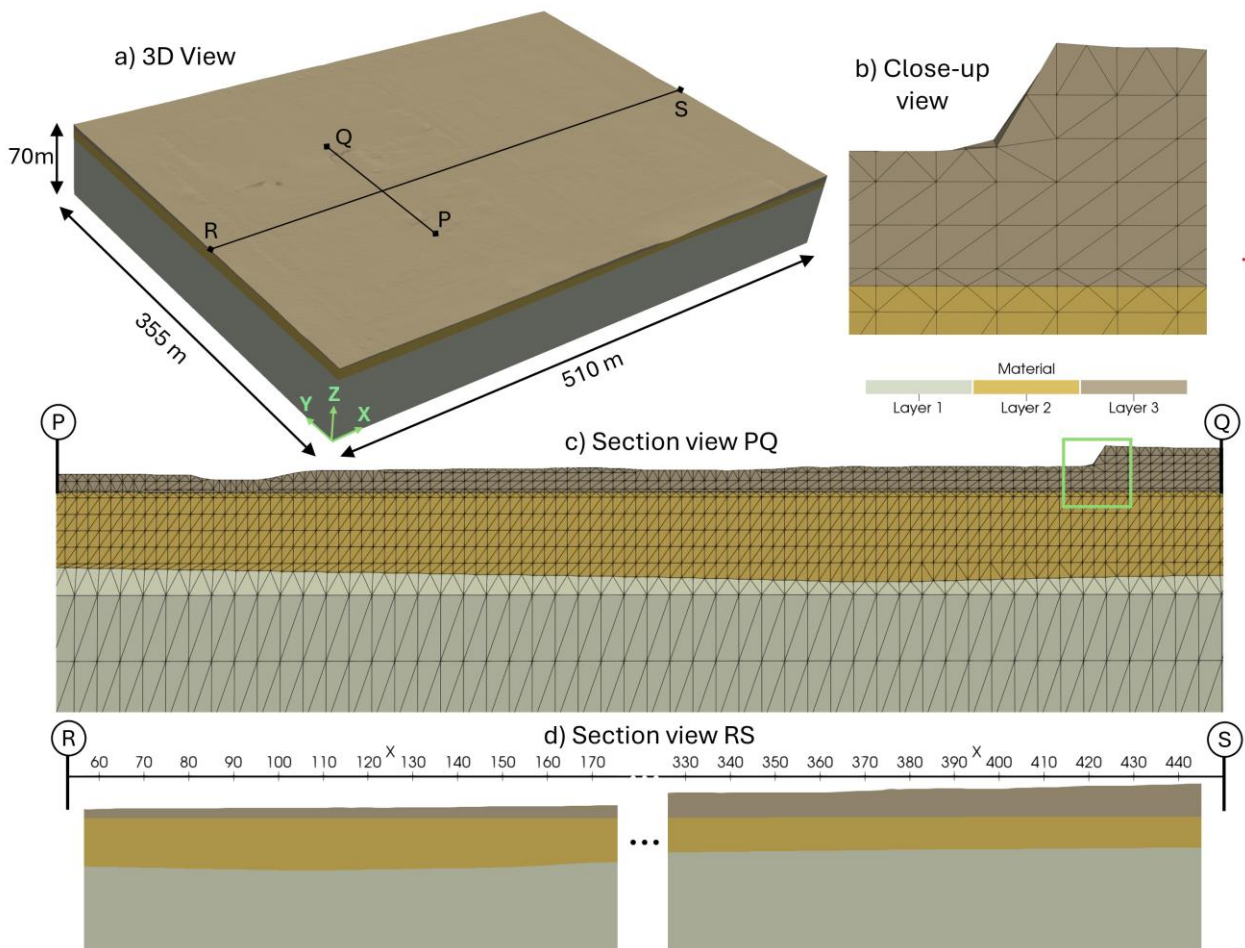 a) 3D View
b) Close-up
view
70m
Q
S
R
P
355 m
510 m
Y
Z
X
Material
Layer 1
Layer 2
Layer 3
P
c) Section view PQ
Q
R
d) Section view RS
S
X
X
60 70 80 90 100 110 120 130 140 150 160 170 330 340 350 360 370 380 390 400 410 420 430 440